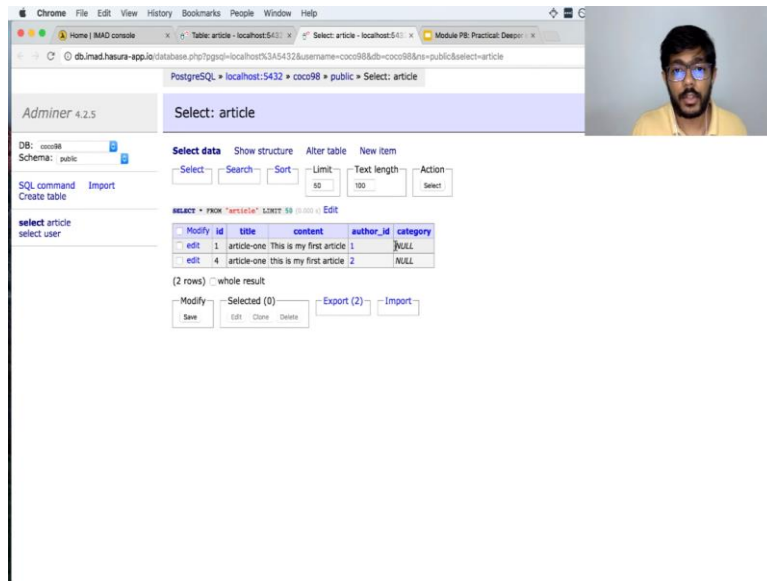 Chrome File Edit View History Bookmarks People Window Help
Home | IMAD console × Table: article - localhost:543 × Select: article - localhost:543 × Module PB: Practical: Deeper ×
db.imad.hasura-app.io/database.php?pgsql=localhost%3A5432&username=coco98&db=coco98&ns=public&select=article
PostgreSQL » localhost:5432 » coco98 » public » Select: article
Adminer 4.2.5
Select: article
DB: coco98
Schema: public
SQL command Import
Create table
select article
select user
Select data Show structure Alter table New item
Select Search Sort Limit Text length Action
50 100 Select
SELECT * FROM "article" LIMIT 50 (0.000 s) Edit
Modify id title content author_id category
edit 1 article-one This is my first article 1 NULL
edit 4 article-one this is my first article 2 NULL
(2 rows) whole result
Modify Selected (0) Export (2) Import
Save Edit Clone Delete